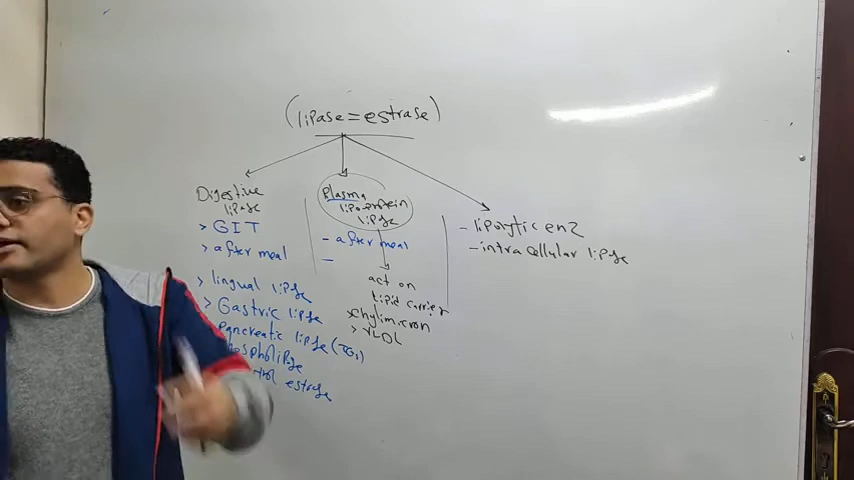 (lipase = estrase)
Digestive
lipase
> GIT
> after meal
> lingual lipase
> Gastric lipase
pancreatic lipase (TG,)
phospholipase
estrase
Plasma
lipoprotein
lipase
- after meal
-
act on
lipid carrier
> chylimicron
> VLDL
- lipolytic enz
- intracellular lipase